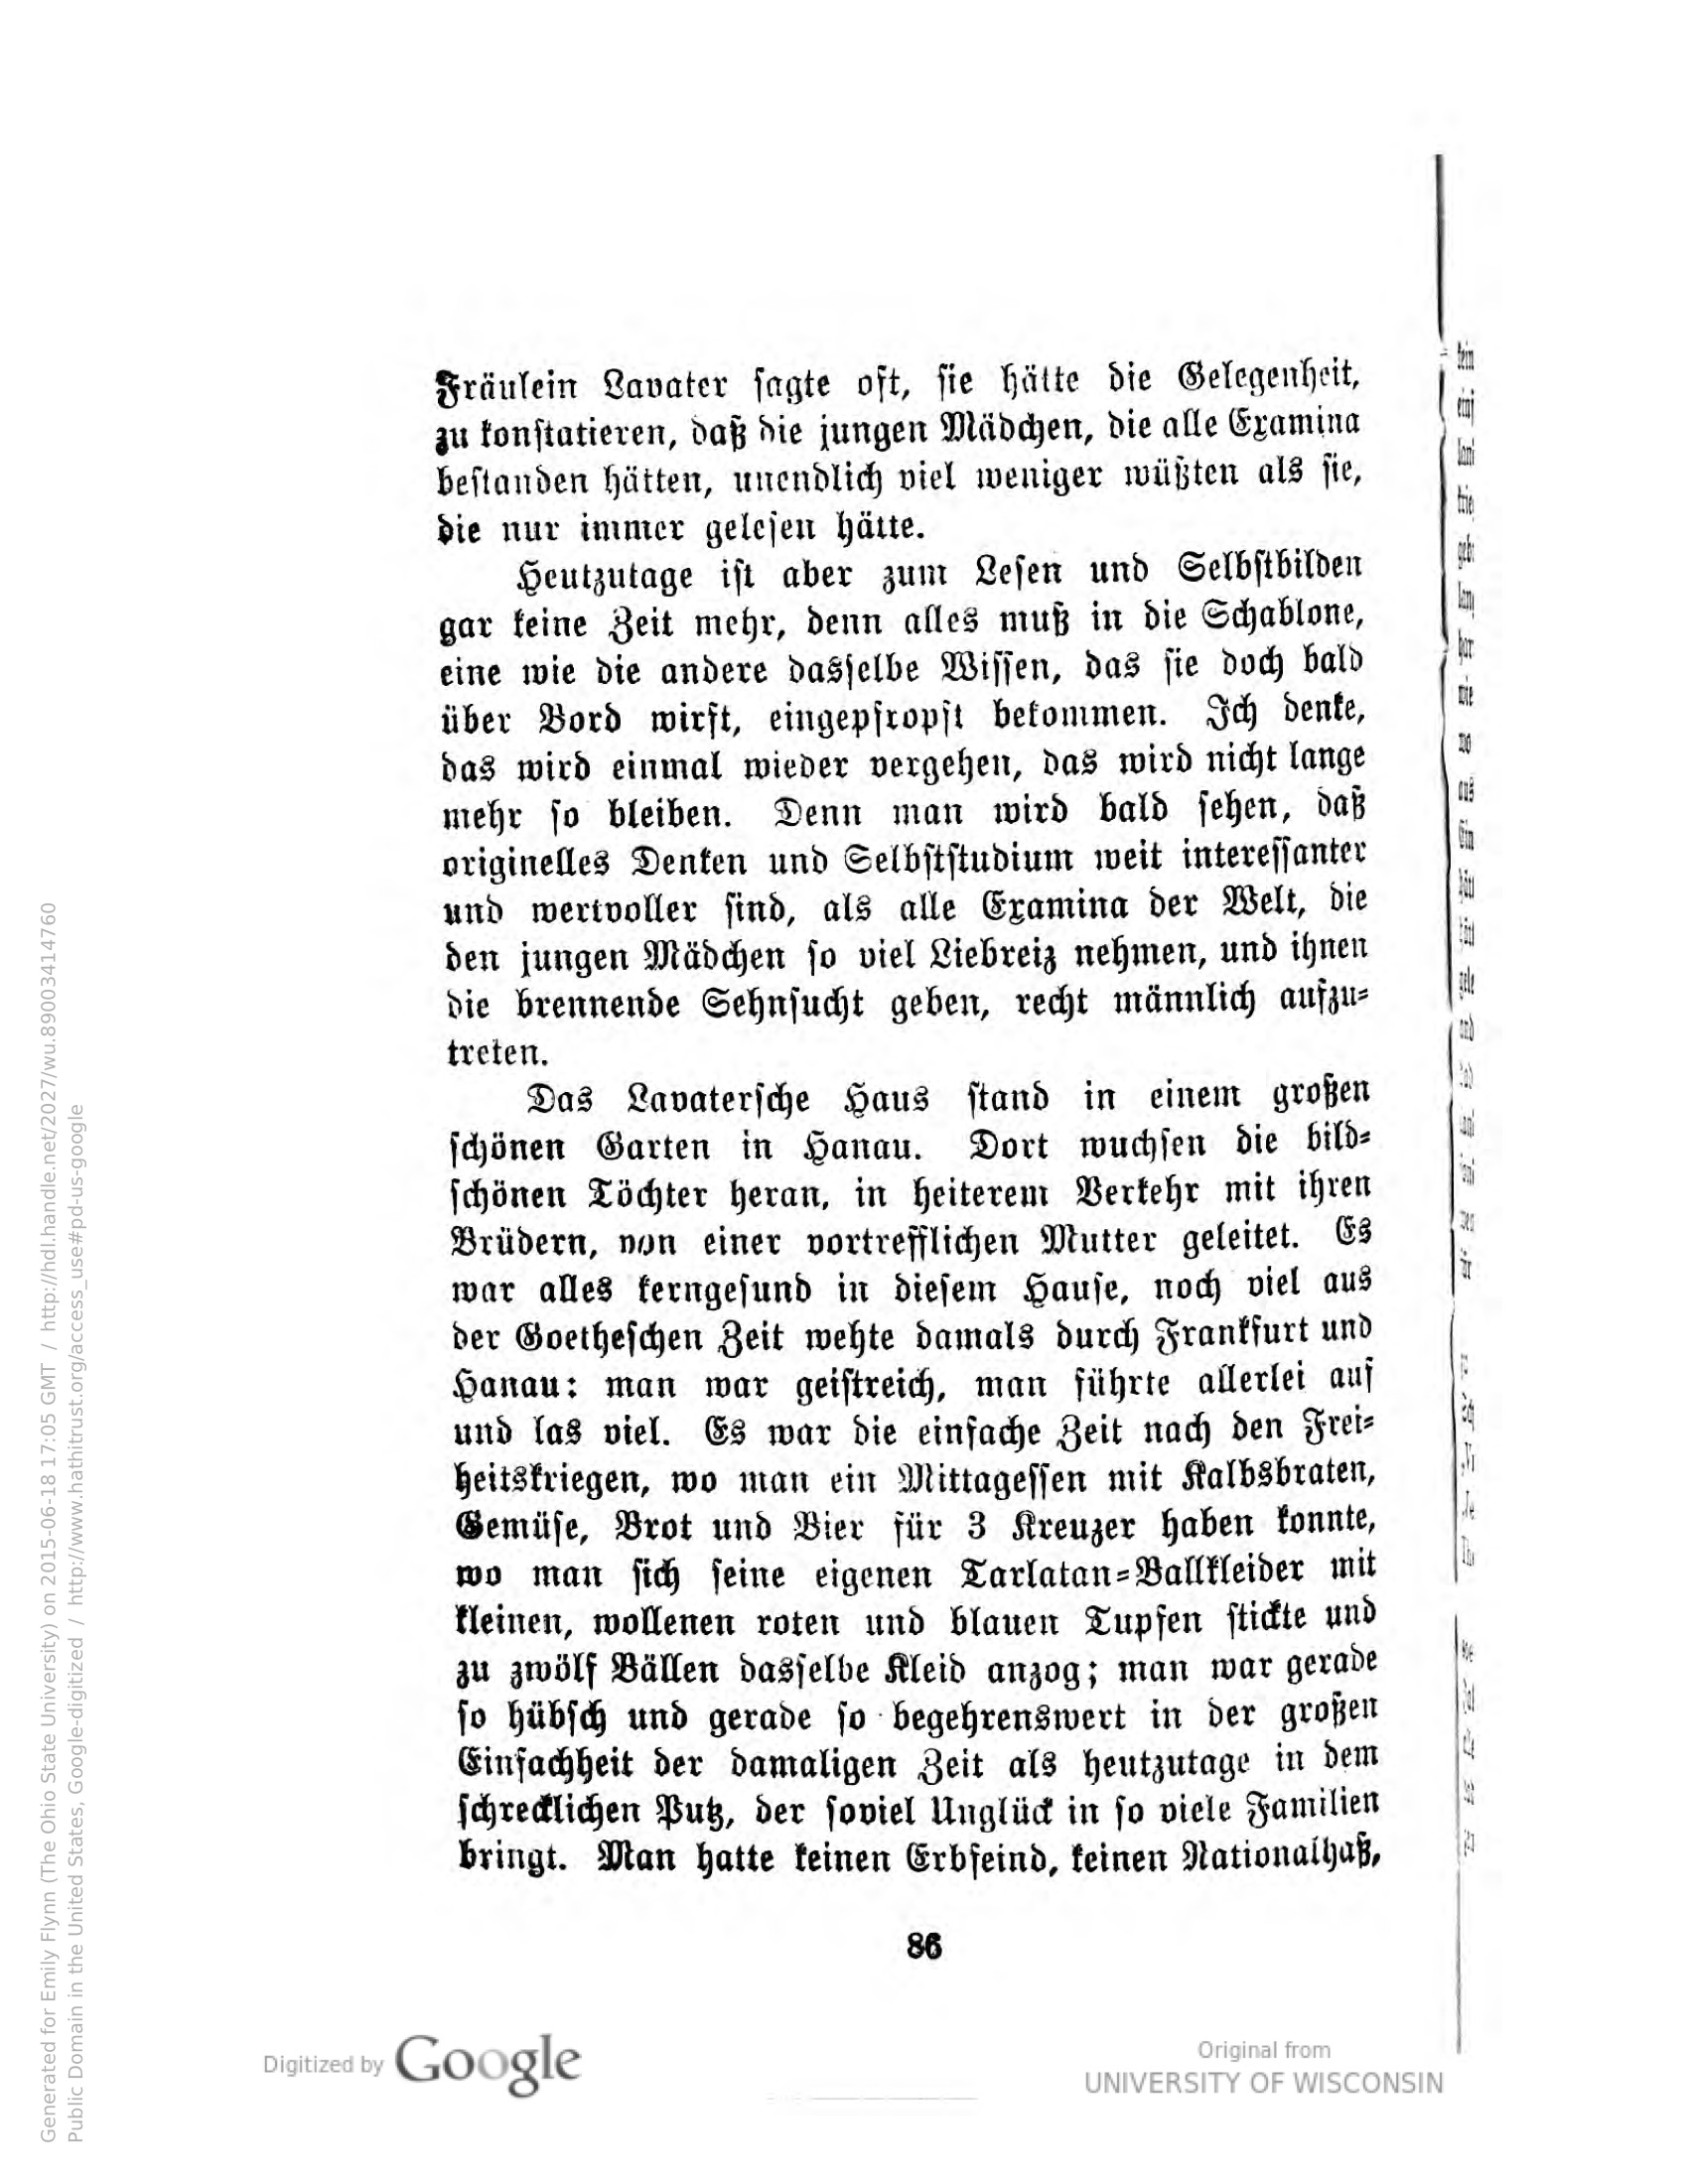 Fräulein Lavater sagte oft, sie hätte die Gelegenheit,
zu konstatieren, daß die jungen Mädchen, die alle Examina
bestanden hätten, unendlich viel weniger wüßten als sie,
die nur immer gelesen hätte.
Heutzutage ist aber zum Lesen und Selbstbilden
gar keine Zeit mehr, denn alles muß in die Schablone,
eine wie die andere dasselbe Wissen, das sie doch bald
über Bord wirft, eingepfropft bekommen. Ich denke,
das wird einmal wieder vergehen, das wird nicht lange
mehr so bleiben. Denn man wird bald sehen, daß
originelles Denken und Selbststudium weit interessanter
und wertvoller sind, als alle Examina der Welt, die
den jungen Mädchen so viel Liebreiz nehmen, und ihnen
die brennende Sehnsucht geben, recht männlich aufzu-
treten.
Das Lavatersche Haus stand in einem großen
schönen Garten in Hanau. Dort wuchsen die bild-
schönen Töchter heran, in heiterem Verkehr mit ihren
Brüdern, von einer vortrefflichen Mutter geleitet. Es
war alles kerngesund in diesem Hause, noch viel aus
der Goetheschen Zeit wehte damals durch Frankfurt und
Hanau: man war geistreich, man führte allerlei auf
und las viel. Es war die einfache Zeit nach den Frei-
heitskriegen, wo man ein Mittagessen mit Kalbsbraten,
Gemüse, Brot und Bier für 3 Kreuzer haben konnte,
wo man sich seine eigenen Tarlatan-Ballkleider mit
kleinen, wollenen roten und blauen Tupfen stickte und
zu zwölf Bällen dasselbe Kleid anzog; man war gerade
so hübsch und gerade so begehrenswert in der großen
Einfachheit der damaligen Zeit als heutzutage in dem
schrecklichen Putz, der soviel Unglück in so viele Familien
bringt. Man hatte keinen Erbfeind, keinen Nationalhaß,
86
Digitized by Google
Original from
UNIVERSITY OF WISCONSIN
Generated for Emily Flynn (The Ohio State University) on 2015-06-18 17:05 GMT / http://hdl.handle.net/2027/wu.89003414760
Public Domain in the United States, Google-digitized / http://www.hathitrust.org/access_use#pd-us-google